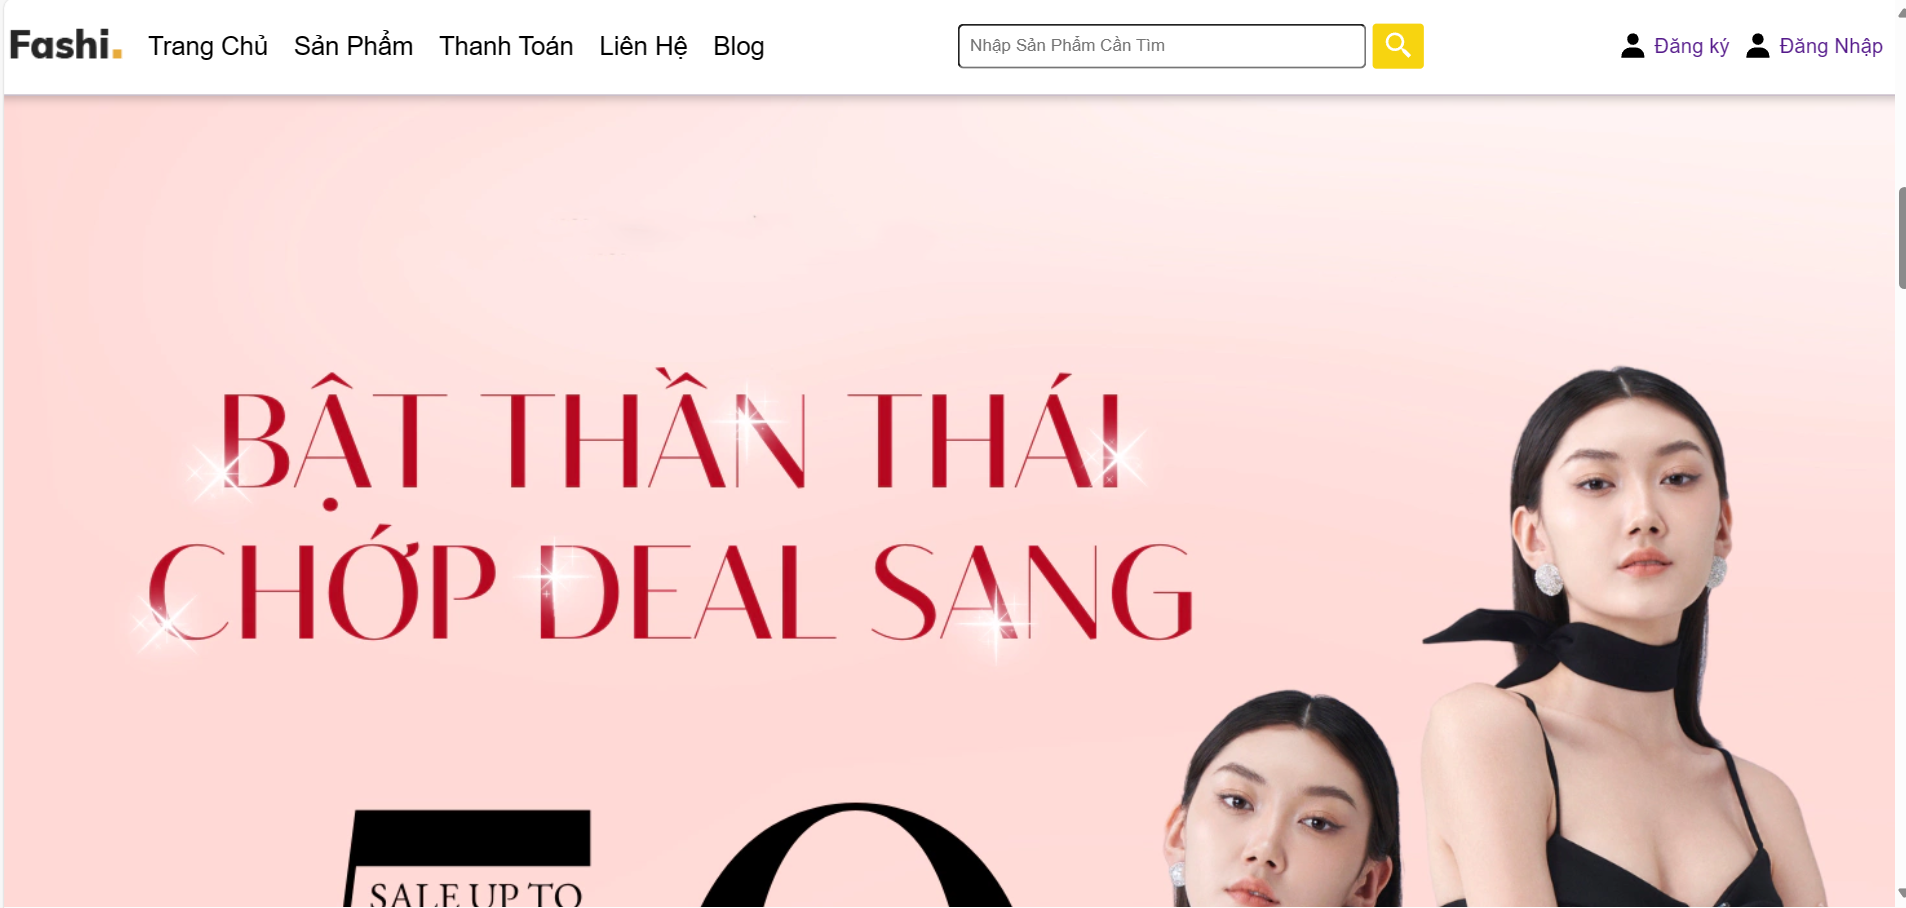 Fashi. Trang Chủ Sản Phẩm Thanh Toán Liên Hệ Blog Nhập Sản Phẩm Cần Tìm Đăng ký Đăng Nhập
BẬT THẦN THÁI
CHỚP DEAL SANG
50
SALE UP TO